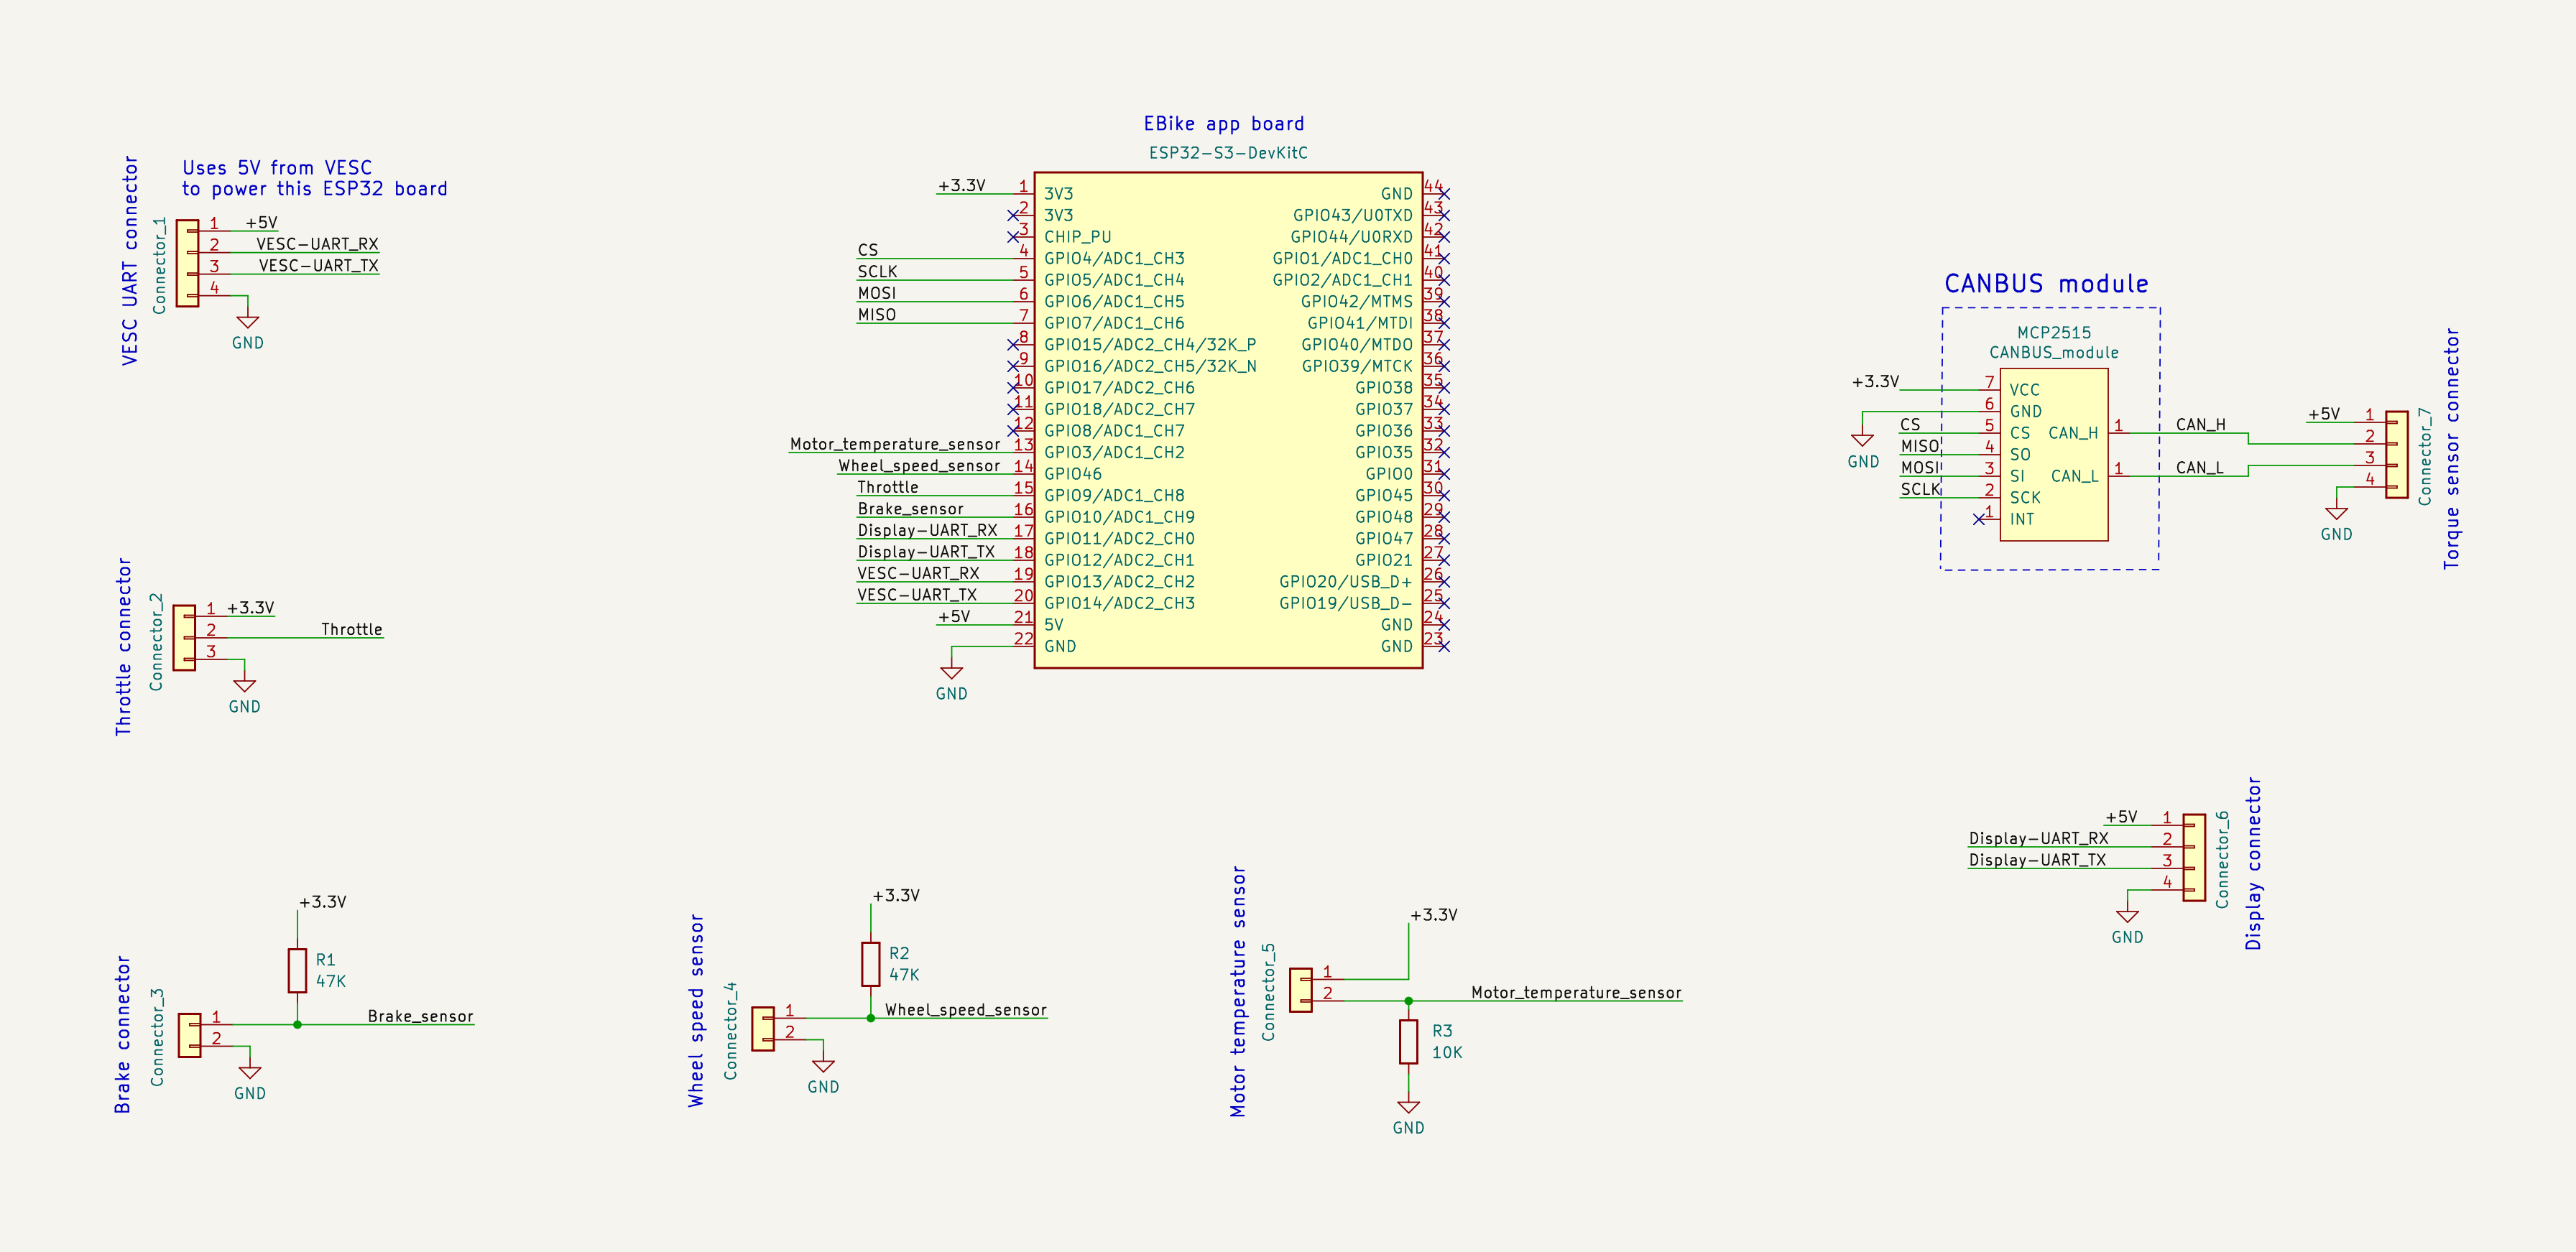 EBike app board
ESP32-S3-DevKitC
+3.3V 1 3V3
2 3V3
3 CHIP_PU
CS 4 GPIO4/ADC1_CH3
SCLK 5 GPIO5/ADC1_CH4
MOSI 6 GPIO6/ADC1_CH5
MISO 7 GPIO7/ADC1_CH6
8 GPIO15/ADC2_CH4/32K_P
9 GPIO16/ADC2_CH5/32K_N
10 GPIO17/ADC2_CH6
11 GPIO18/ADC2_CH7
12 GPIO8/ADC1_CH7
Motor_temperature_sensor 13 GPIO3/ADC1_CH2
Wheel_speed_sensor 14 GPIO46
Throttle 15 GPIO9/ADC1_CH8
Brake_sensor 16 GPIO10/ADC1_CH9
Display-UART_RX 17 GPIO11/ADC2_CH0
Display-UART_TX 18 GPIO12/ADC2_CH1
VESC-UART_RX 19 GPIO13/ADC2_CH2
VESC-UART_TX 20 GPIO14/ADC2_CH3
+5V 21 5V
22 GND
GND
GND 44
GPIO43/U0TXD 43
GPIO44/U0RXD 42
GPIO1/ADC1_CH0 41
GPIO2/ADC1_CH1 40
GPIO42/MTMS 39
GPIO41/MTDI 38
GPIO40/MTDO 37
GPIO39/MTCK 36
GPIO38 35
GPIO37 34
GPIO36 33
GPIO35 32
GPIO0 31
GPIO45 30
GPIO48 29
GPIO47 28
GPIO21 27
GPIO20/USB_D+ 26
GPIO19/USB_D- 25
GND 24
GND 23
VESC UART connector
Uses 5V from VESC
to power this ESP32 board
Connector_1
1 +5V
2 VESC-UART_RX
3 VESC-UART_TX
4
GND
Throttle connector
Connector_2
1 +3.3V
2 Throttle
3
GND
Brake connector
Connector_3
+3.3V
R1
47K
1 Brake_sensor
2
GND
Wheel speed sensor
Connector_4
+3.3V
R2
47K
1 Wheel_speed_sensor
2
GND
Motor temperature sensor
Connector_5
+3.3V
1
2 Motor_temperature_sensor
R3
10K
GND
CANBUS module
MCP2515
CANBUS_module
+3.3V 7 VCC
6 GND
GND
CS 5 CS
MISO 4 SO
MOSI 3 SI
SCLK 2 SCK
1 INT
CAN_H 1 CAN_H
CAN_L 1 CAN_L
+5V 1
2
3
4
GND
Connector_7
Torque sensor connector
+5V 1
Display-UART_RX 2
Display-UART_TX 3
4
GND
Connector_6
Display connector